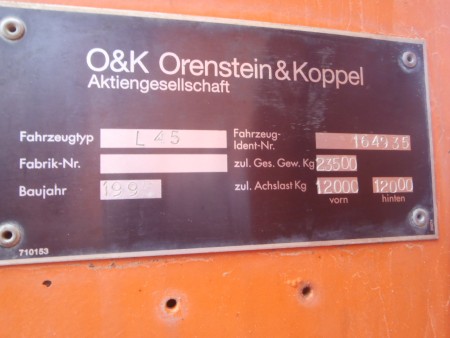 O&K Orenstein&Koppel
Aktiengesellschaft
Fahrzeugtyp L 45 Fahrzeug-Ident-Nr.
Fabrik-Nr. zul. Ges. Gew. Kg 23500
Baujahr zul. Achslast Kg 12000 12000
vorn hinten
710153